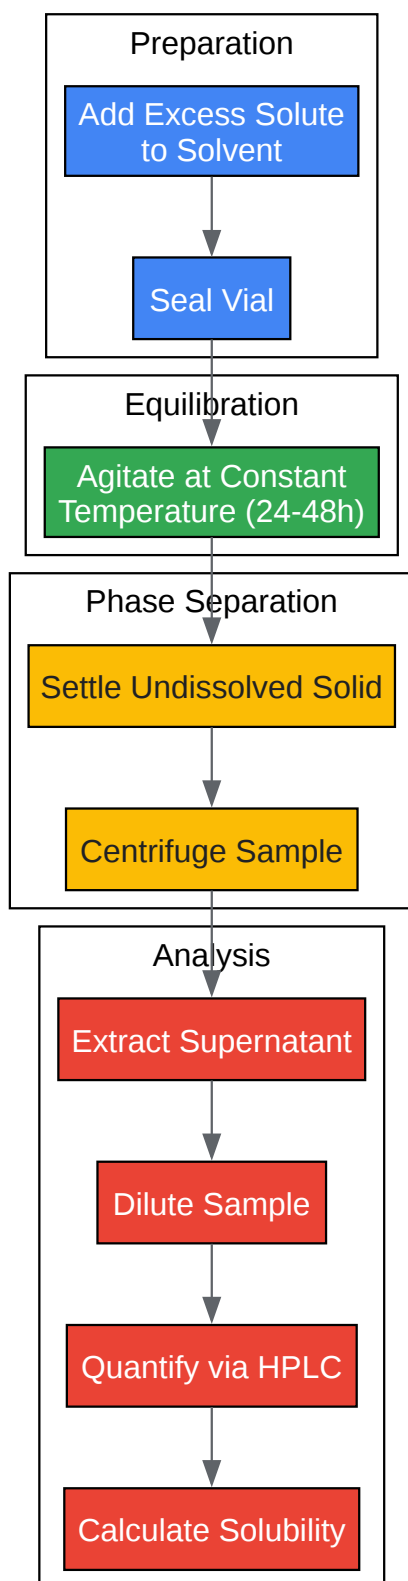 Preparation
Add Excess Solute
to Solvent
Seal Vial
Equilibration
Agitate at Constant
Temperature (24-48h)
Phase Separation
Settle Undissolved Solid
Centrifuge Sample
Analysis
Extract Supernatant
Dilute Sample
Quantify via HPLC
Calculate Solubility